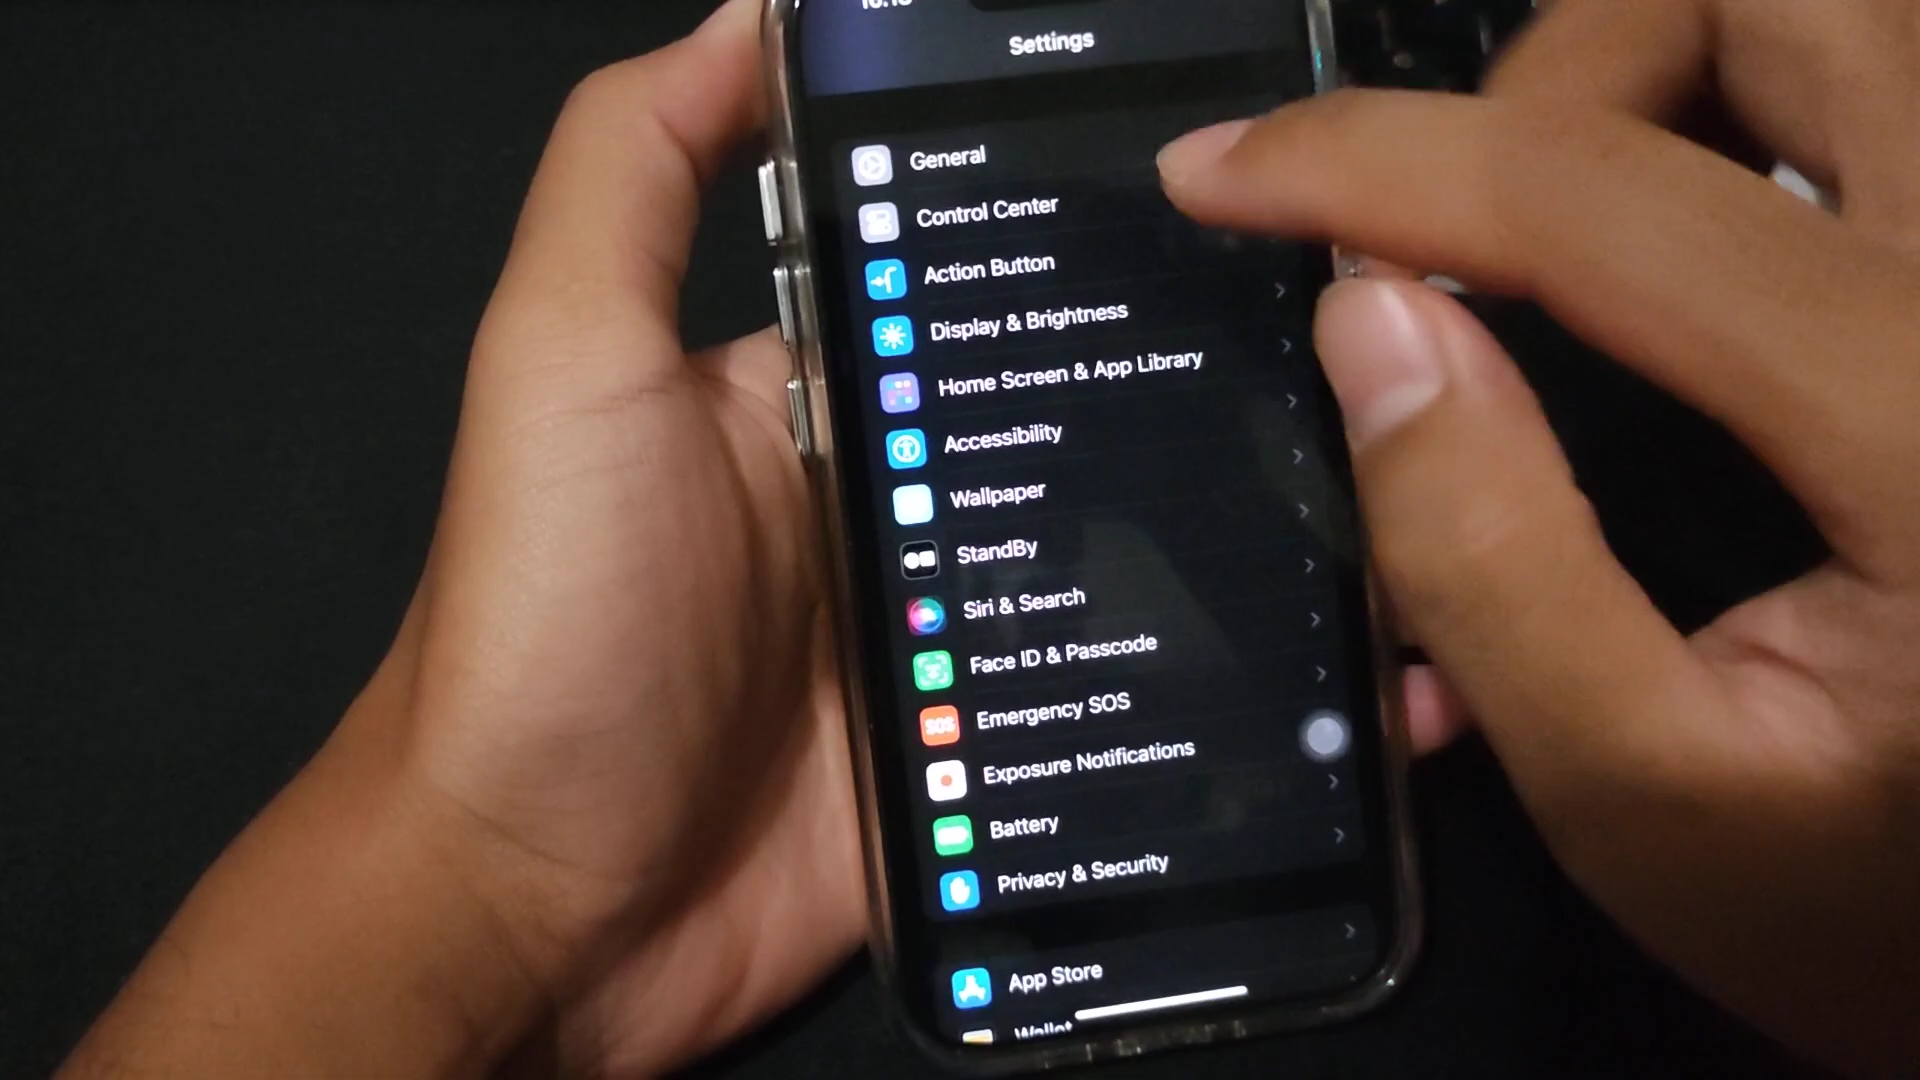 Settings
General
Control Center
Action Button
Display & Brightness
Home Screen & App Library
Accessibility
Wallpaper
StandBy
Siri & Search
Face ID & Passcode
SOS Emergency SOS
Exposure Notifications
Battery
Privacy & Security
App Store
Wallet